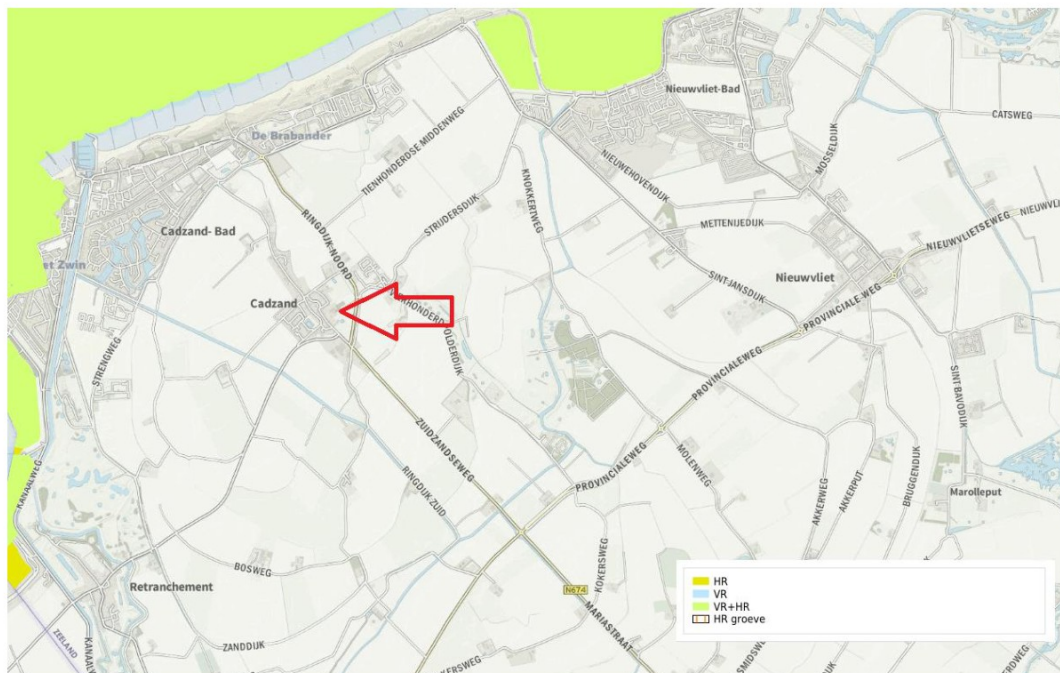 Nieuwvliet-Bad
CATSWEG
De Brabander
MOSSELDIJK
TIENHONDERDSE MIDDENWEG
NIEUWEHOVENDIJK
KNOKKERTWEG
STRIJDERSDIJK
METTENIJEDIJK
NIEUWVLIETSEWEG
RINGDIJK-NOORD
Cadzand- Bad
et Zwin
SINT-JANSDIJK
Nieuwvliet
PROVINCIALE WEG
Cadzand
STRENGWEG
PROVINCIALEWEG
SINT BAVODIJK
ZUIDZANDSEWEG
MOLENWEG
PROVINCIALEWEG
RINGDIJK-ZUID
AKKERWEG
AKKERPUT
BRUGGENDIJK
KANAALWEG
Marolleput
BOSWEG
KOKERSWEG
Retranchement
N674
MARIASTRAAT
ZANDDIJK
ZEELAND
HR
VR
VR+HR
HR groeve